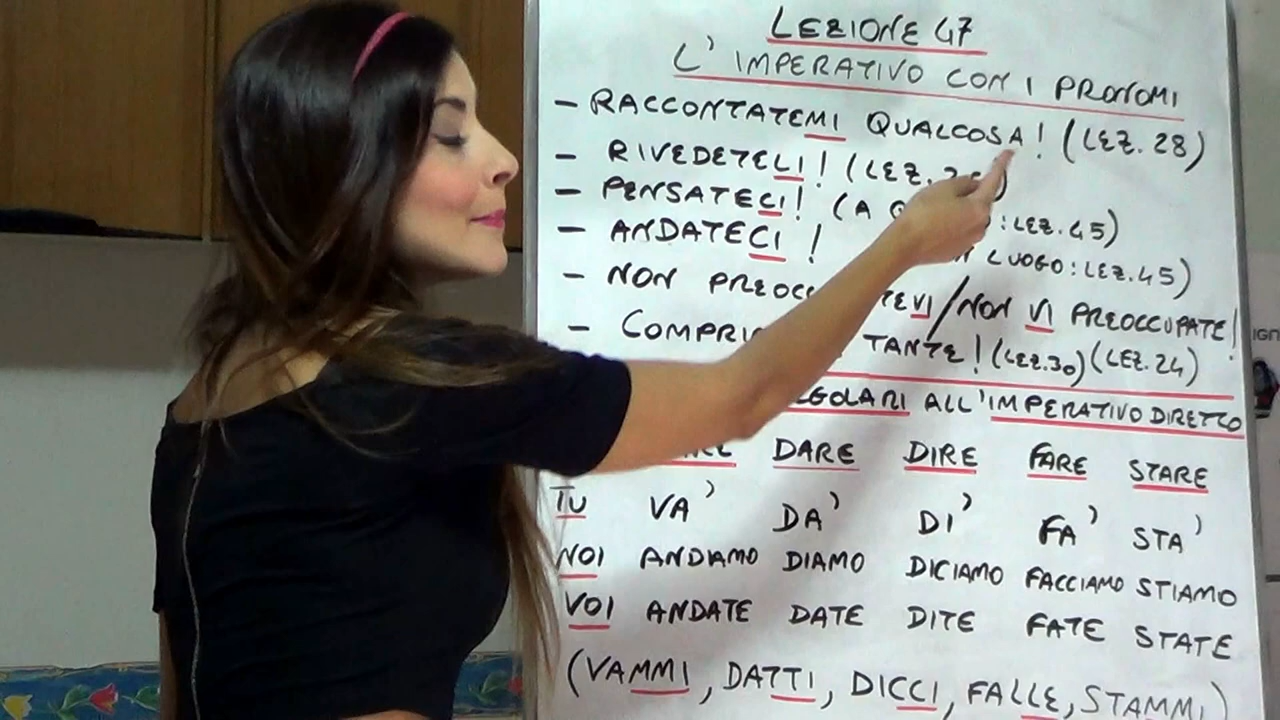 LEZIONE 47
L'IMPERATIVO CON I PRONOMI
- RACCONTATEMI QUALCOSA! (LEZ. 28)
- RIVEDETELI! (LEZ.
- PENSATECI! (A : LEZ. 45)
- ANDATECI! LUOGO: LEZ. 45)
- NON VI/NON VI PREOCCUPATE!
- TANTE! (LEZ. 30) (LEZ. 24)
ALL'IMPERATIVO DIRETTO
DARE DIRE FARE STARE
TU VA' DA' DI' FA' STA'
NOI ANDIAMO DIAMO DICIAMO FACCIAMO STIAMO
VOI ANDATE DATE DITE FATE STATE
(VAMMI, DATTI, DICCI, FALLE, STAMMI)